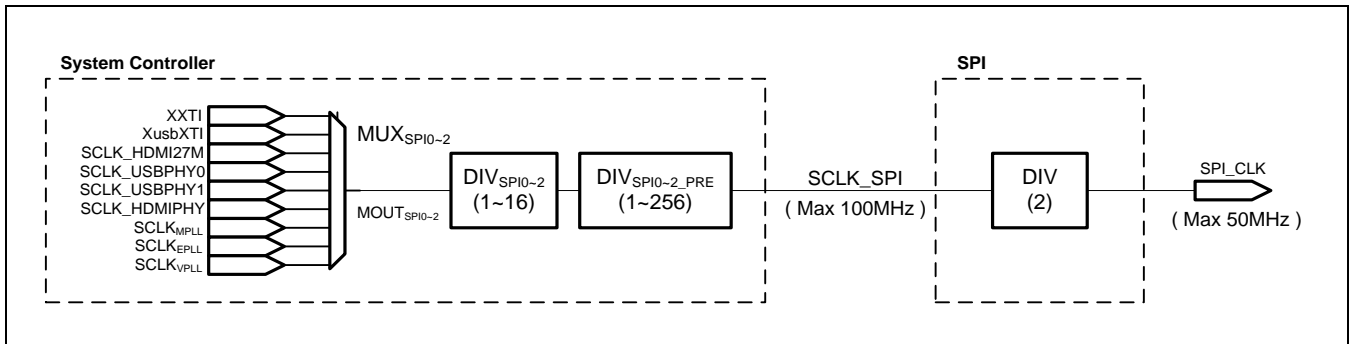 System Controller
SPI
XXTI
XusbXTI
SCLK_HDMI27M
SCLK_USBPHY0
SCLK_USBPHY1
SCLK_HDMIPHY
SCLKMPLL
SCLKEPLL
SCLKVPLL
MUXSPI0~2
MOUTSPI0~2
DIVSPI0~2
(1~16)
DIVSPI0~2_PRE
(1~256)
SCLK_SPI
( Max 100MHz )
DIV
(2)
SPI_CLK
( Max 50MHz )